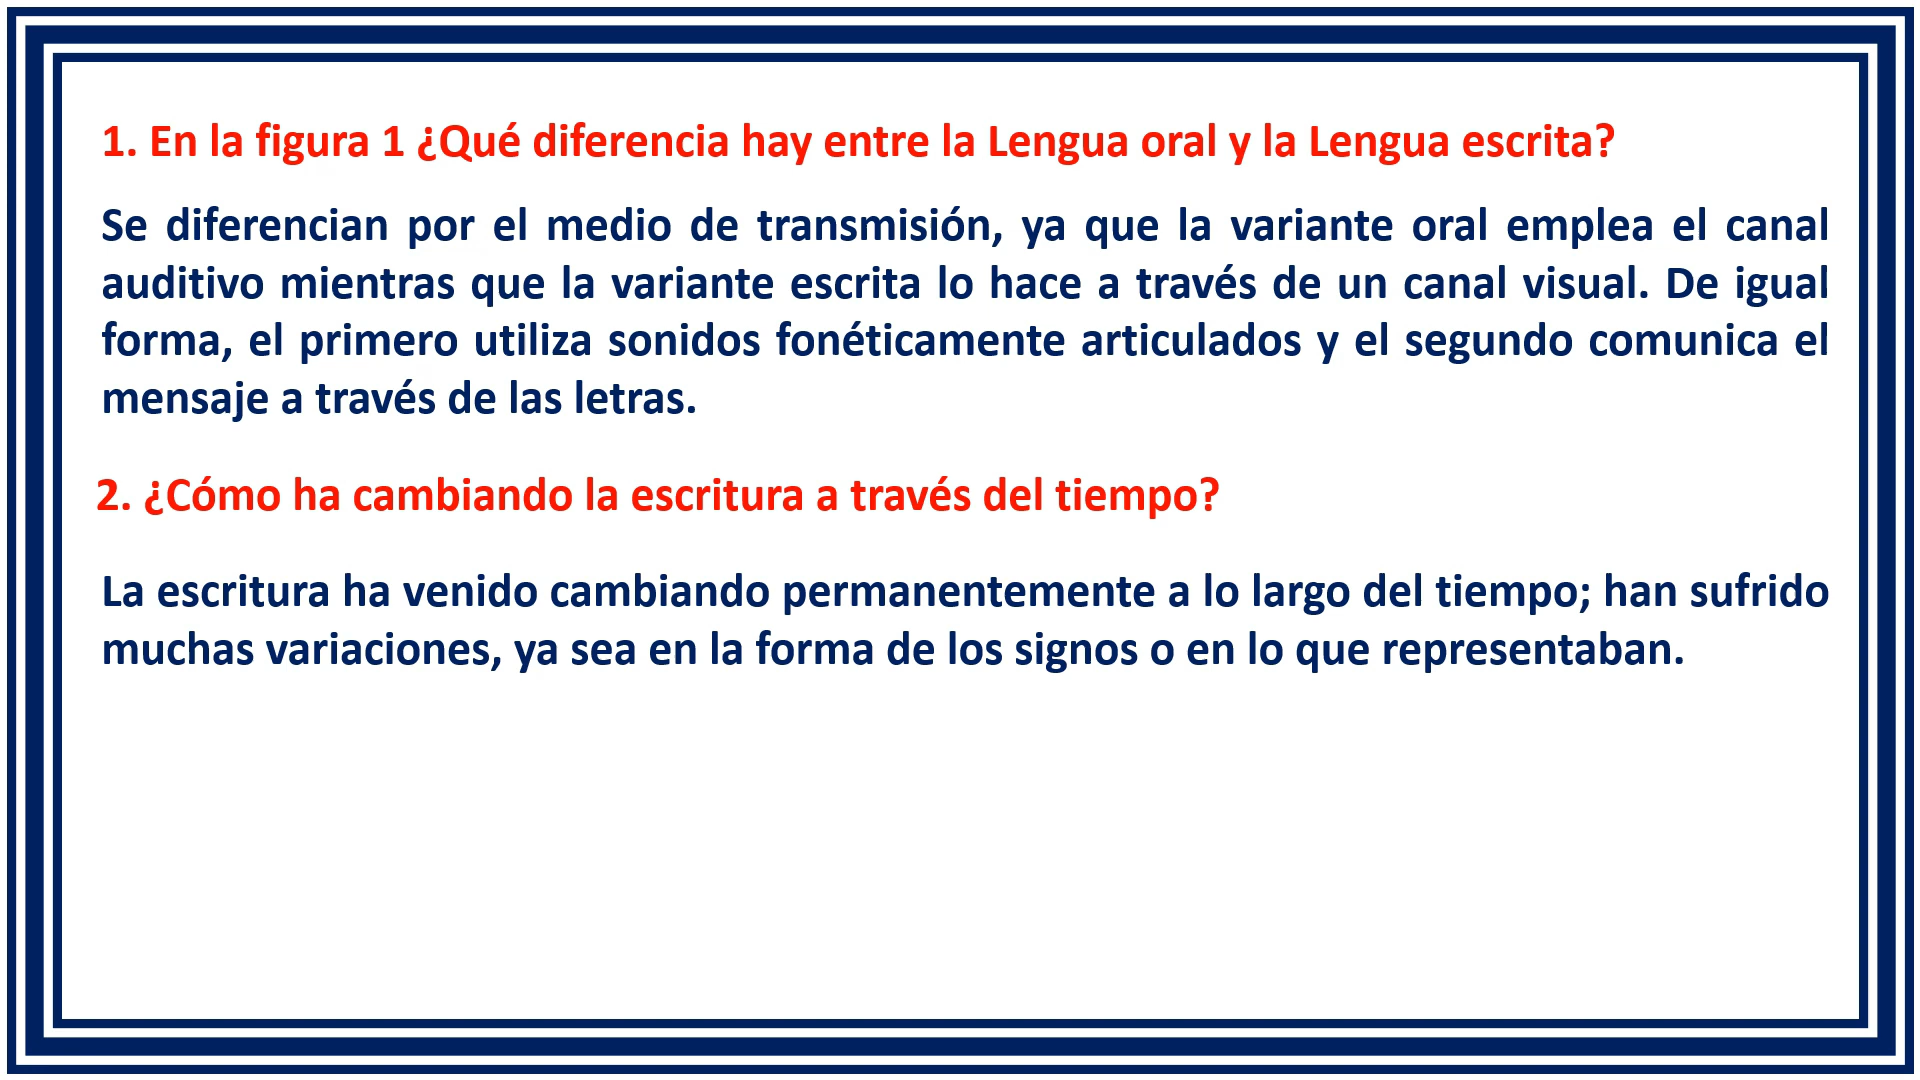 1. En la figura 1 ¿Qué diferencia hay entre la Lengua oral y la Lengua escrita?
Se diferencian por el medio de transmisión, ya que la variante oral emplea el canal
auditivo mientras que la variante escrita lo hace a través de un canal visual. De igual
forma, el primero utiliza sonidos fonéticamente articulados y el segundo comunica el
mensaje a través de las letras.
2. ¿Cómo ha cambiando la escritura a través del tiempo?
La escritura ha venido cambiando permanentemente a lo largo del tiempo; han sufrido
muchas variaciones, ya sea en la forma de los signos o en lo que representaban.